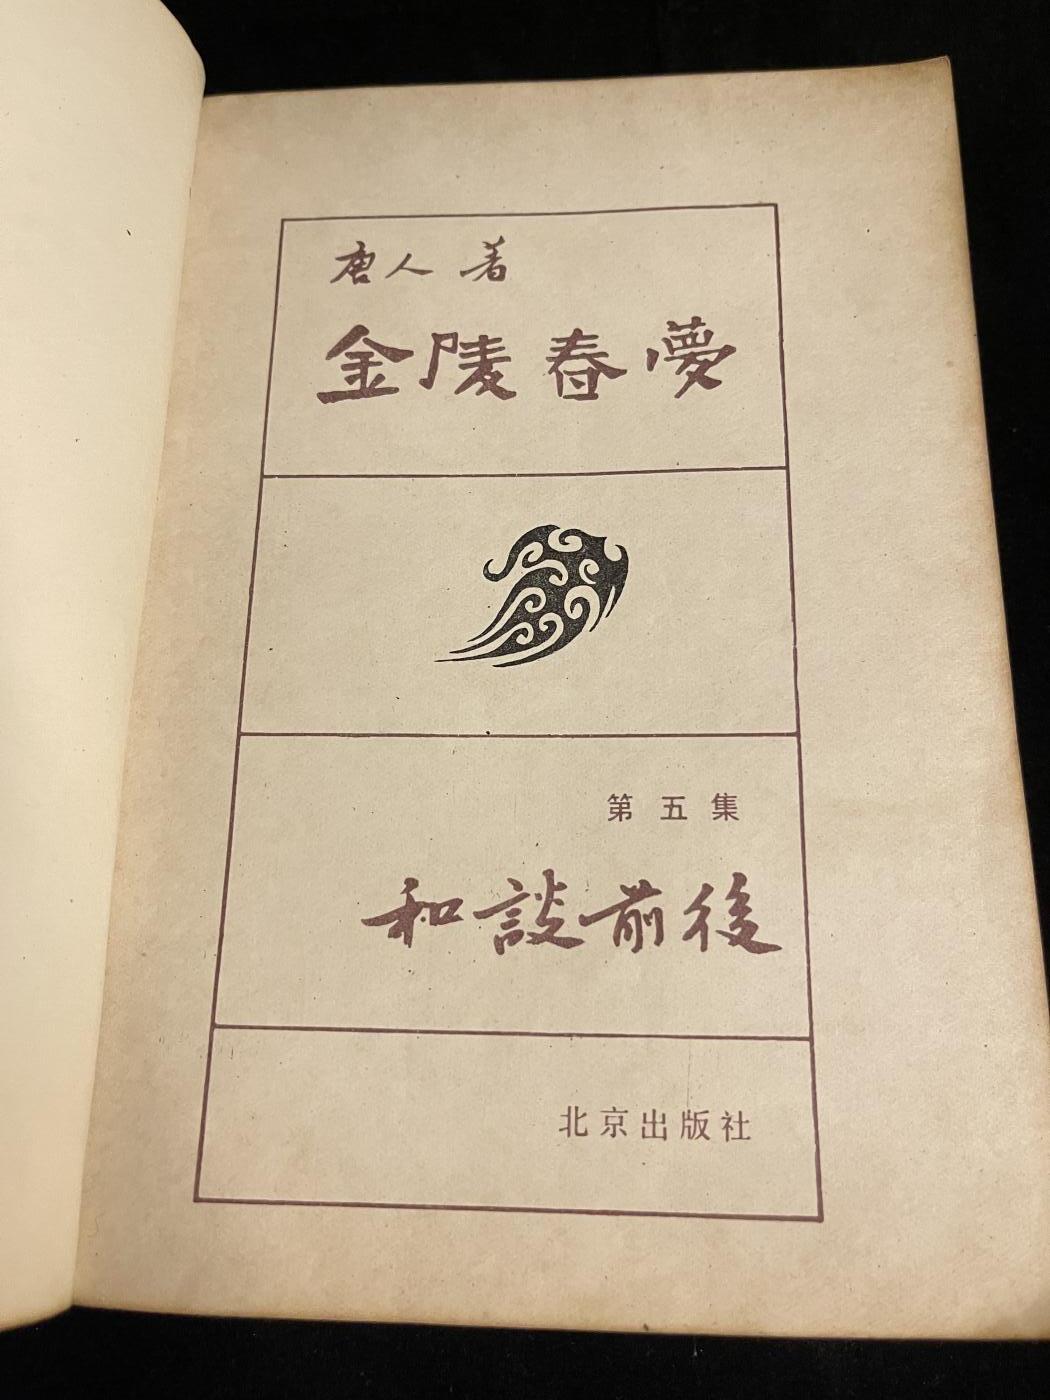 唐人 著
金陵春夢
第五集
和談前後
北京出版社